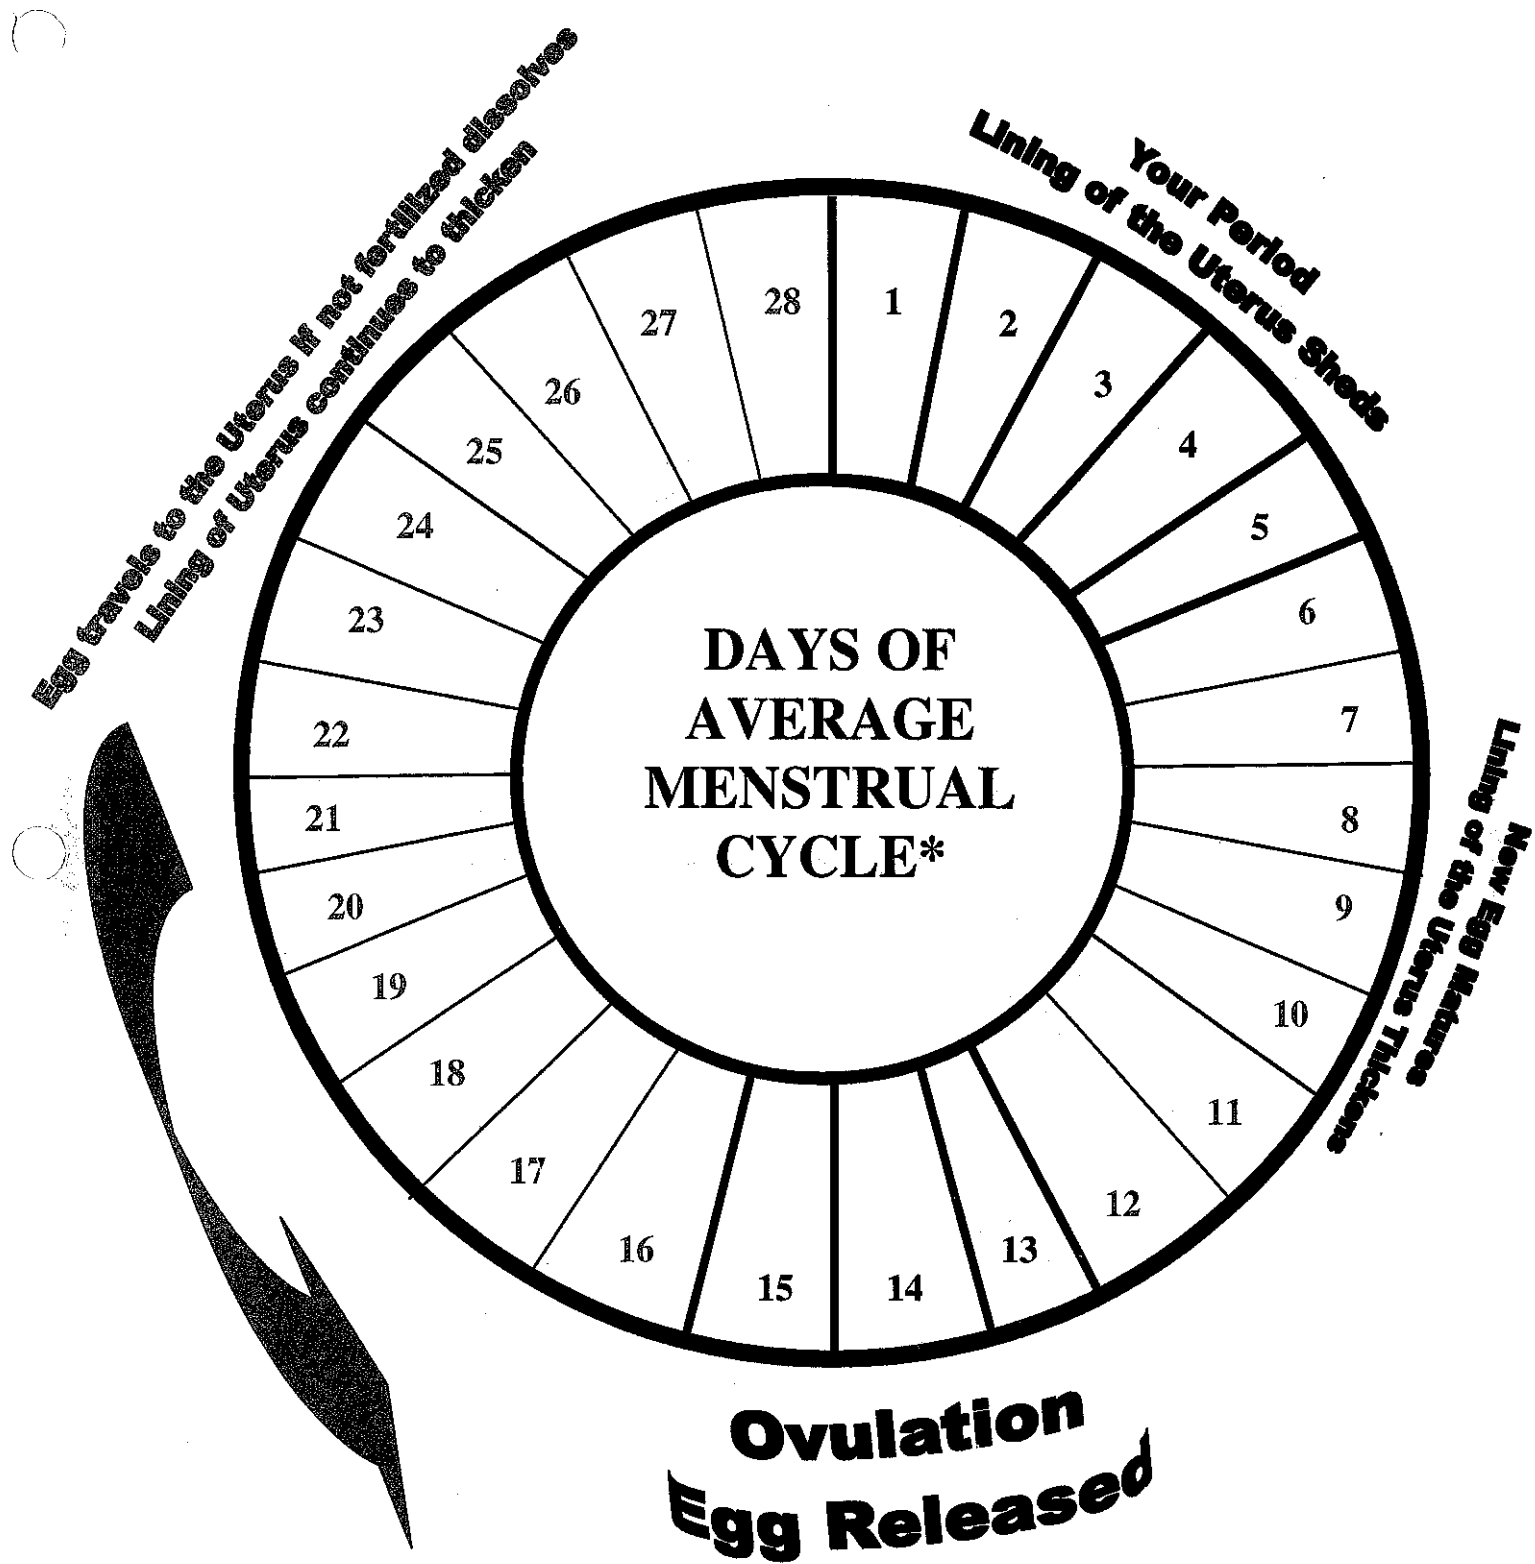 Egg travels to the Uterus if not fertilized dissolves
Lining of Uterus continues to thicken
Your Period
Lining of the Uterus Sheds
New Egg Matures
Lining of the Uterus Thickens
Ovulation
Egg Released
DAYS OF
AVERAGE
MENSTRUAL
CYCLE*
1
2
3
4
5
6
7
8
9
10
11
12
13
14
15
16
17
18
19
20
21
22
23
24
25
26
27
28